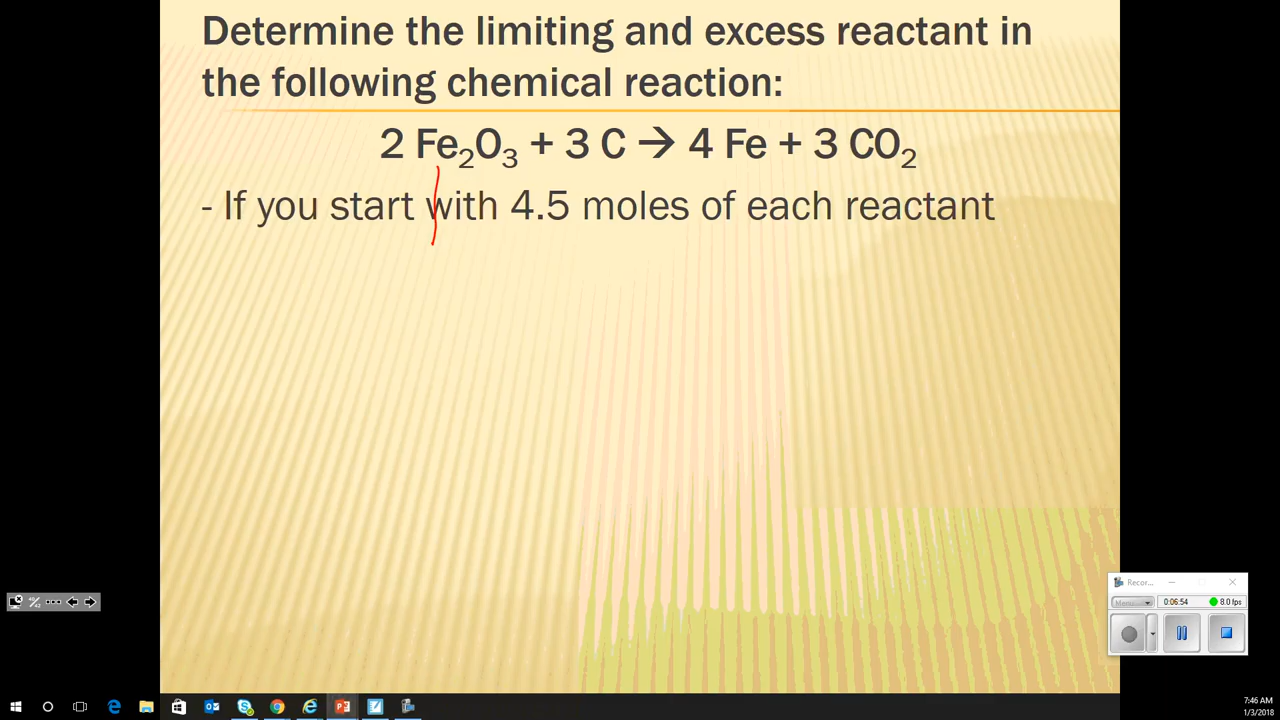 Determine the limiting and excess reactant in
the following chemical reaction:
2 Fe₂O₃ + 3 C → 4 Fe + 3 CO₂
- If you start with 4.5 moles of each reactant
Recor...
0:06:54
8.0 fps
7:46 AM
1/3/2018